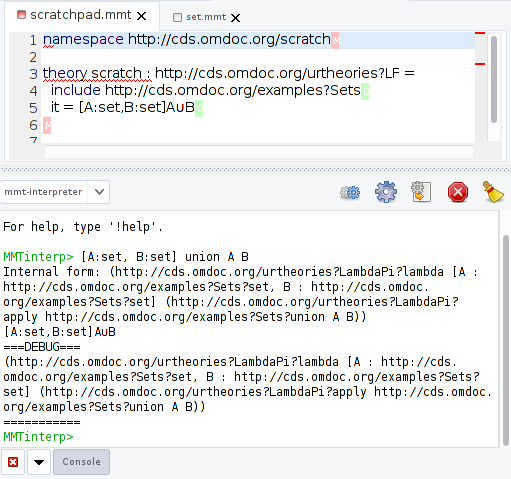 scratchpad.mmt
set.mmt
1 namespace http://cds.omdoc.org/scratch M
2
3 theory scratch : http://cds.omdoc.org/urtheories?LF =
4 include http://cds.omdoc.org/examples?Sets D
5 it = [A:set,B:set]A∪B D
6 M
7
mmt-interpreter
For help, type '!help'.
MMTinterp> [A:set, B:set] union A B
Internal form: (http://cds.omdoc.org/urtheories?LambdaPi?lambda [A :
http://cds.omdoc.org/examples?Sets?set, B : http://cds.omdoc.
org/examples?Sets?set] (http://cds.omdoc.org/urtheories?LambdaPi?
apply http://cds.omdoc.org/examples?Sets?union A B))
[A:set,B:set]A∪B
===DEBUG===
(http://cds.omdoc.org/urtheories?LambdaPi?lambda [A : http://cds.
omdoc.org/examples?Sets?set, B : http://cds.omdoc.org/examples?Sets?
set] (http://cds.omdoc.org/urtheories?LambdaPi?apply http://cds.omdoc.
org/examples?Sets?union A B))
===========
MMTinterp>
Console